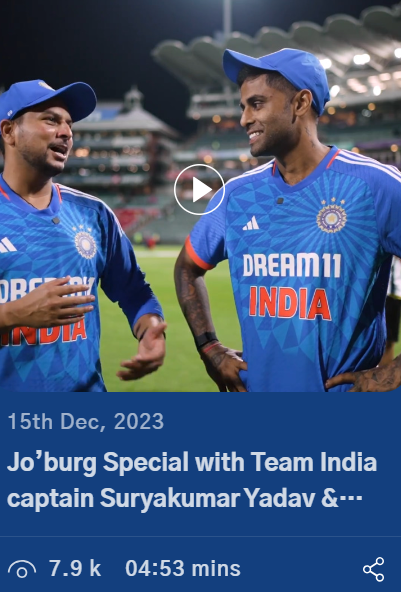 DREAM11
INDIA
DREAM11
INDIA
15th Dec, 2023
Jo’burg Special with Team India
captain Suryakumar Yadav &···
7.9 k 04:53 mins